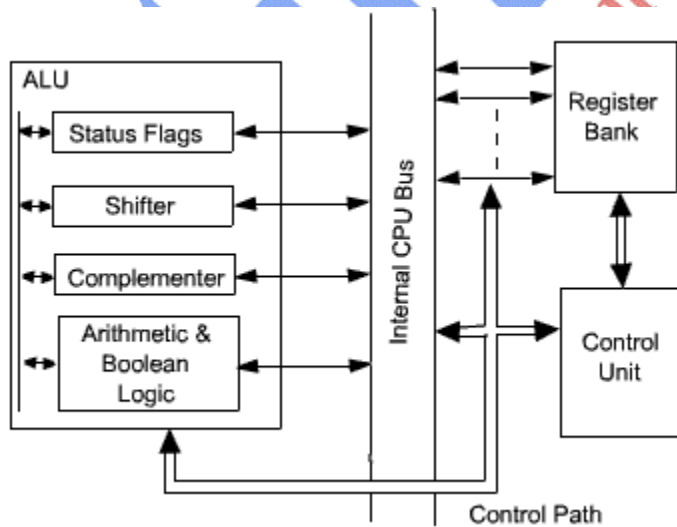 ALU
Status Flags
Shifter
Complementer
Arithmetic &
Boolean
Logic
Internal CPU Bus
Register
Bank
Control
Unit
Control Path